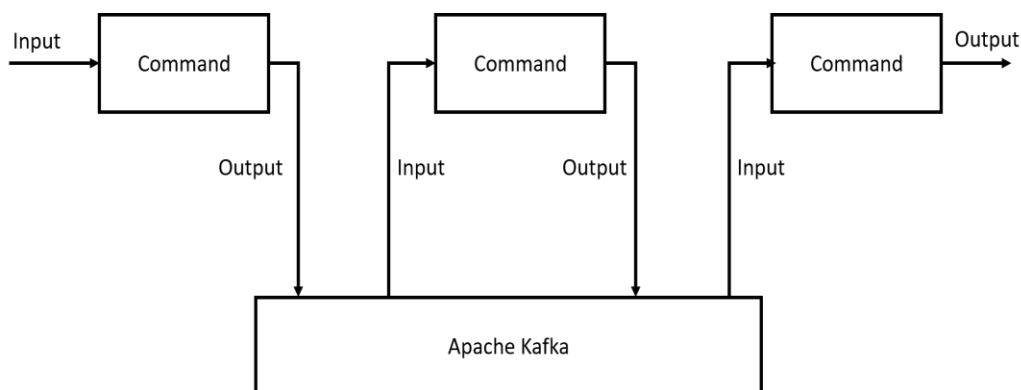 Input
Command
Command
Command
Output
Output
Input
Output
Input
Apache Kafka